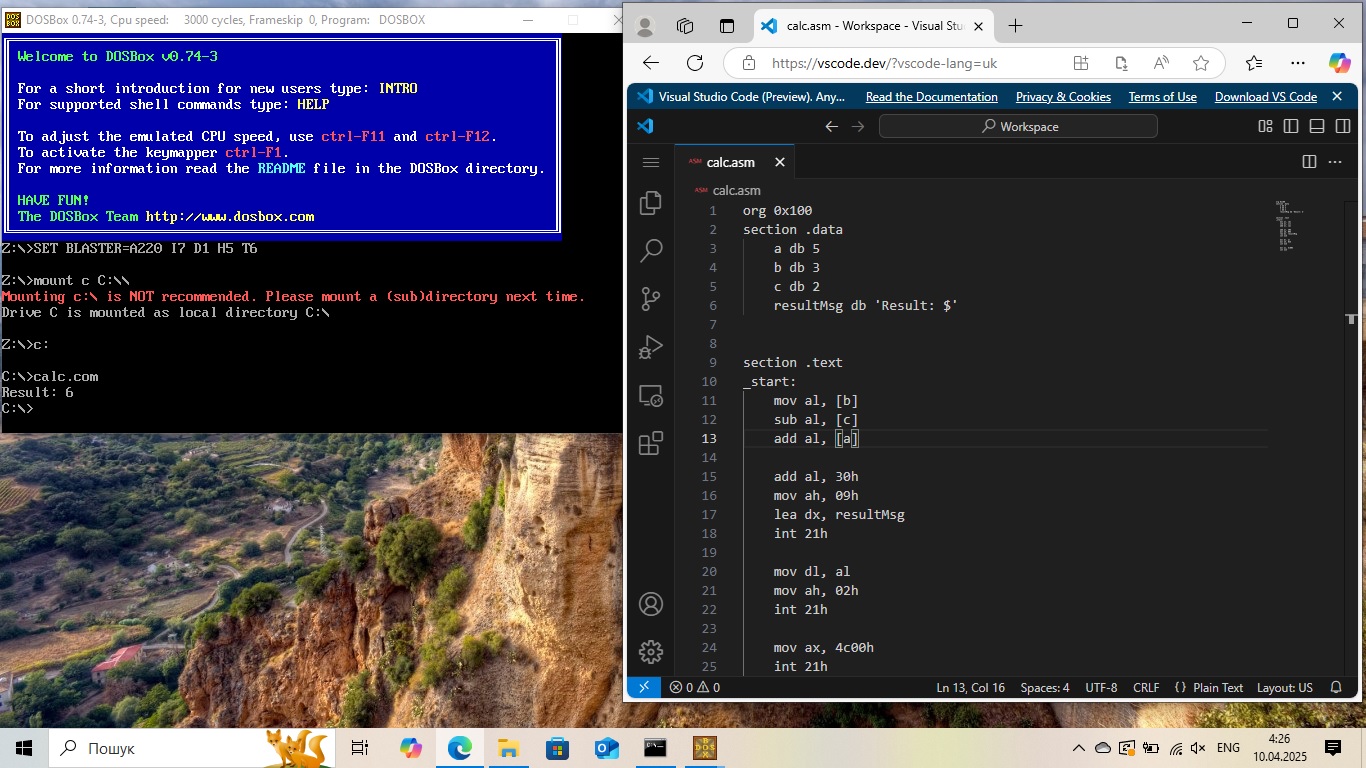 DOSBox 0.74-3, Cpu speed: 3000 cycles, Frameskip 0, Program: DOSBOX
Welcome to DOSBox v0.74-3
For a short introduction for new users type: INTRO
For supported shell commands type: HELP
To adjust the emulated CPU speed, use ctrl-F11 and ctrl-F12.
To activate the keymapper ctrl-F1.
For more information read the README file in the DOSBox directory.
HAVE FUN!
The DOSBox Team http://www.dosbox.com
Z:\>SET BLASTER=A220 I7 D1 H5 T6
Z:\>mount c C:\\
Mounting c:\ is NOT recommended. Please mount a (sub)directory next time.
Drive C is mounted as local directory C:\
Z:\>c:
C:\>calc.com
Result: 6
C:\>
calc.asm - Workspace - Visual Stu
https://vscode.dev/?vscode-lang=uk
Visual Studio Code (Preview). Any... Read the Documentation Privacy & Cookies Terms of Use Download VS Code
Workspace
ASM calc.asm
ASM calc.asm
1 org 0x100
2 section .data
3 a db 5
4 b db 3
5 c db 2
6 resultMsg db 'Result: $'
7
8
9 section .text
10 _start:
11 mov al, [b]
12 sub al, [c]
13 add al, [a]
14
15 add al, 30h
16 mov ah, 09h
17 lea dx, resultMsg
18 int 21h
19
20 mov dl, al
21 mov ah, 02h
22 int 21h
23
24 mov ax, 4c00h
25 int 21h
0 0 Ln 13, Col 16 Spaces: 4 UTF-8 CRLF {} Plain Text Layout: US
Пошук
ENG
4:26
10.04.2025